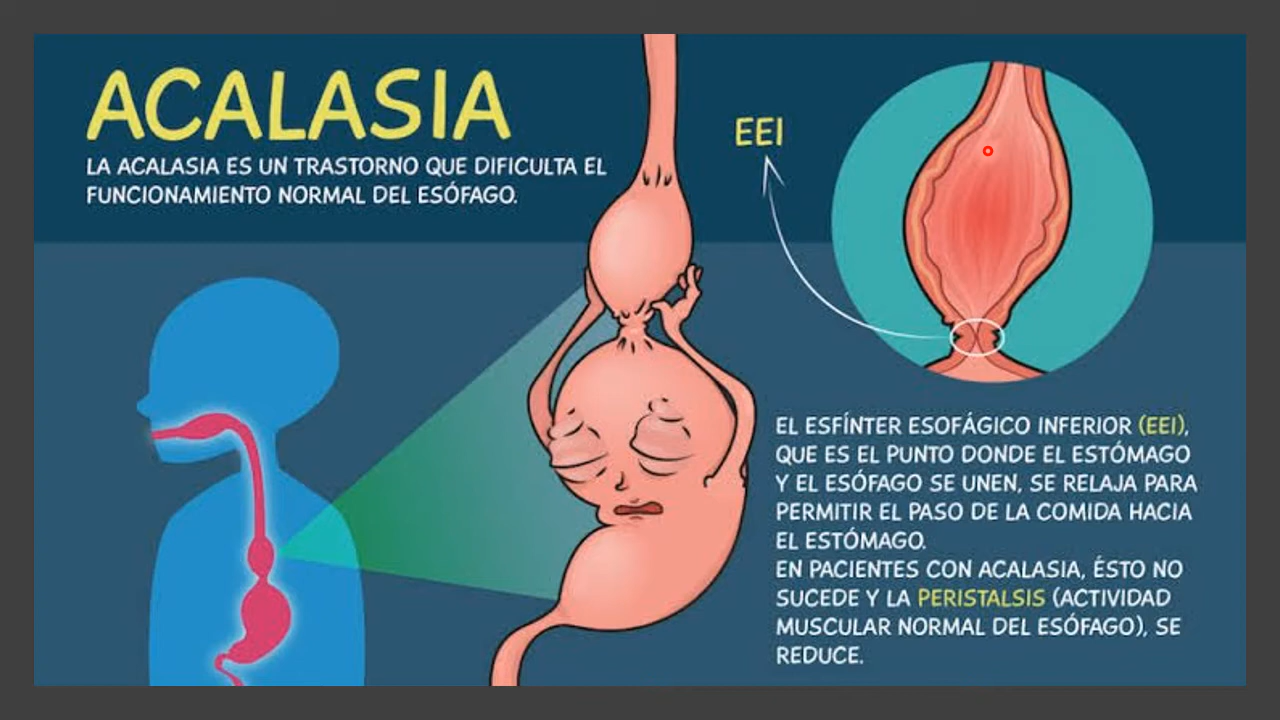 ACALASIA
LA ACALASIA ES UN TRASTORNO QUE DIFICULTA EL
FUNCIONAMIENTO NORMAL DEL ESÓFAGO.
EEI
EL ESFÍNTER ESOFÁGICO INFERIOR (EEI),
QUE ES EL PUNTO DONDE EL ESTÓMAGO
Y EL ESÓFAGO SE UNEN, SE RELAJA PARA
PERMITIR EL PASO DE LA COMIDA HACIA
EL ESTÓMAGO.
EN PACIENTES CON ACALASIA, ÉSTO NO
SUCEDE Y LA PERISTALSIS (ACTIVIDAD
MUSCULAR NORMAL DEL ESÓFAGO), SE
REDUCE.